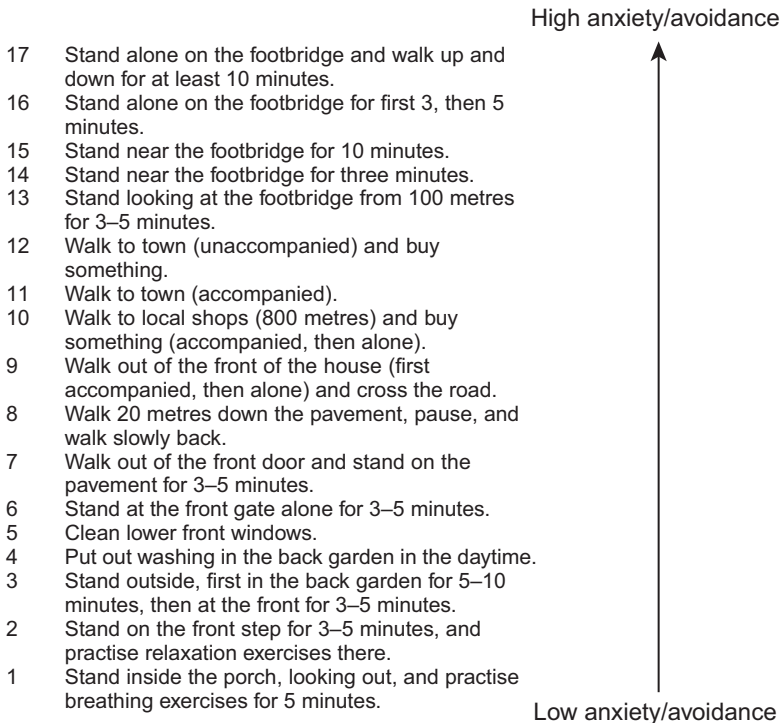 High anxiety/avoidance
17 Stand alone on the footbridge and walk up and
down for at least 10 minutes.
16 Stand alone on the footbridge for first 3, then 5
minutes.
15 Stand near the footbridge for 10 minutes.
14 Stand near the footbridge for three minutes.
13 Stand looking at the footbridge from 100 metres
for 3–5 minutes.
12 Walk to town (unaccompanied) and buy
something.
11 Walk to town (accompanied).
10 Walk to local shops (800 metres) and buy
something (accompanied, then alone).
9 Walk out of the front of the house (first
accompanied, then alone) and cross the road.
8 Walk 20 metres down the pavement, pause, and
walk slowly back.
7 Walk out of the front door and stand on the
pavement for 3–5 minutes.
6 Stand at the front gate alone for 3–5 minutes.
5 Clean lower front windows.
4 Put out washing in the back garden in the daytime.
3 Stand outside, first in the back garden for 5–10
minutes, then at the front for 3–5 minutes.
2 Stand on the front step for 3–5 minutes, and
practise relaxation exercises there.
1 Stand inside the porch, looking out, and practise
breathing exercises for 5 minutes.
Low anxiety/avoidance